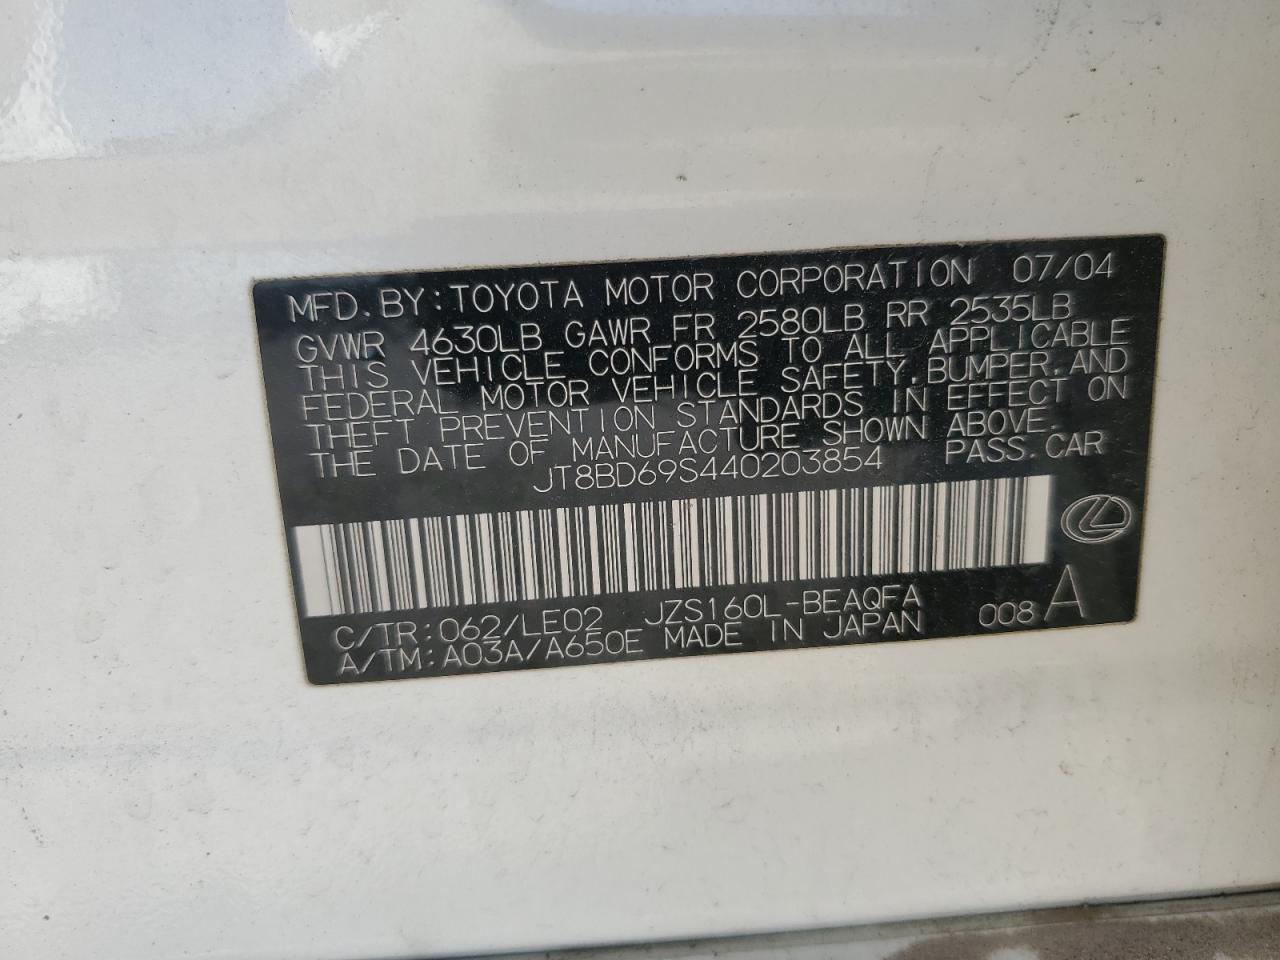 MFD. BY: TOYOTA MOTOR CORPORATION 07/04
GVWR 4630LB GAWR FR 2580LB RR 2535LB
THIS VEHICLE CONFORMS TO ALL APPLICABLE
FEDERAL MOTOR VEHICLE SAFETY, BUMPER, AND
THEFT PREVENTION STANDARDS IN EFFECT ON
THE DATE OF MANUFACTURE SHOWN ABOVE.
JT8BD69S440203854 PASS. CAR
C/TR: 062/LE02 JZS160L-BEAQFA 008 A
A/TM: A03A/A650E MADE IN JAPAN